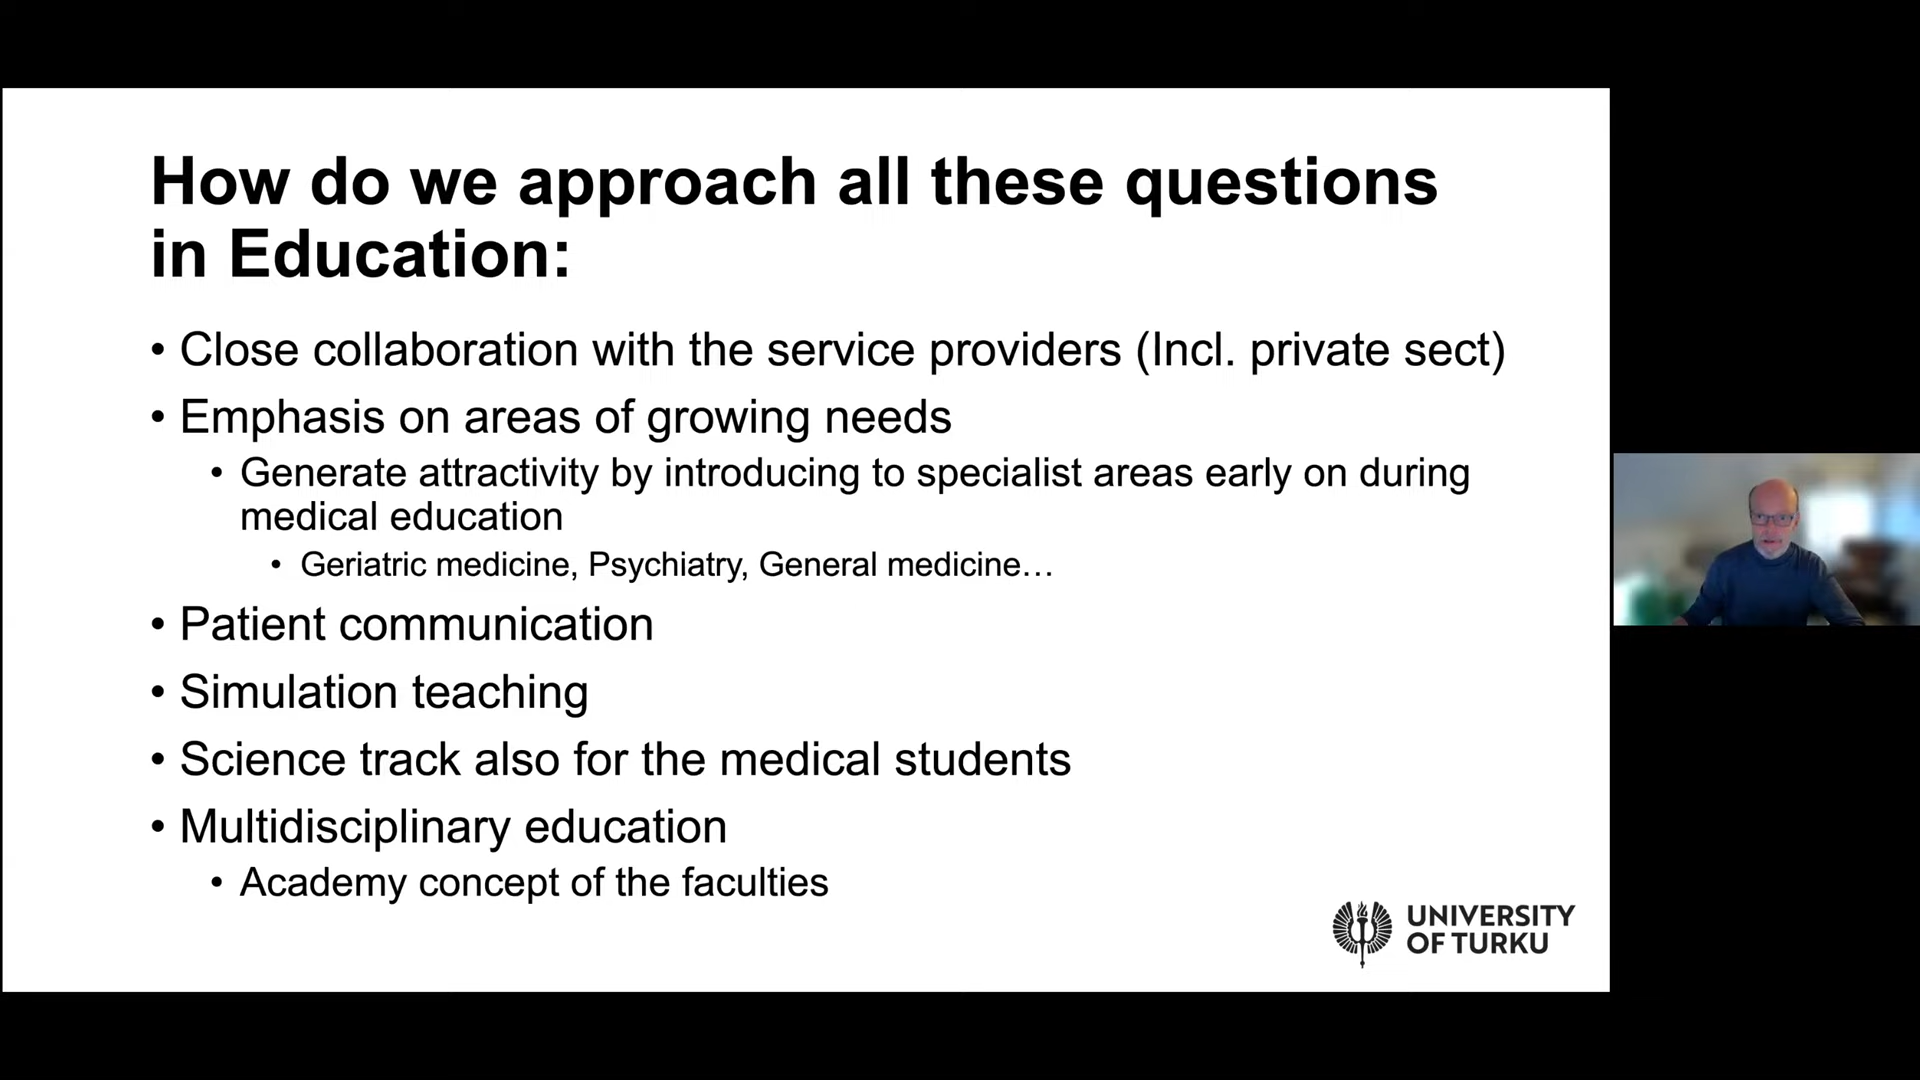 How do we approach all these questions
in Education:
• Close collaboration with the service providers (Incl. private sect)
• Emphasis on areas of growing needs
• Generate attractivity by introducing to specialist areas early on during
medical education
• Geriatric medicine, Psychiatry, General medicine…
• Patient communication
• Simulation teaching
• Science track also for the medical students
• Multidisciplinary education
• Academy concept of the faculties
UNIVERSITY
OF TURKU